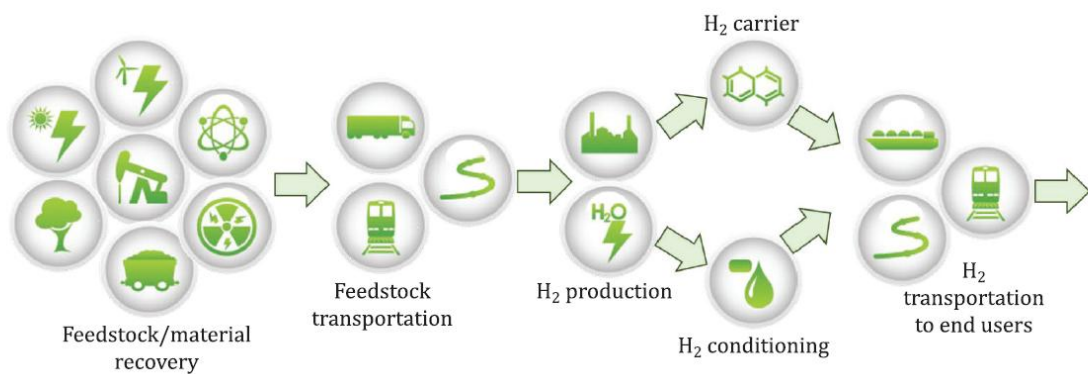 H₂ carrier
H₂O
Feedstock
transportation
H₂ production
H₂
transportation
to end users
Feedstock/material
recovery
H₂ conditioning